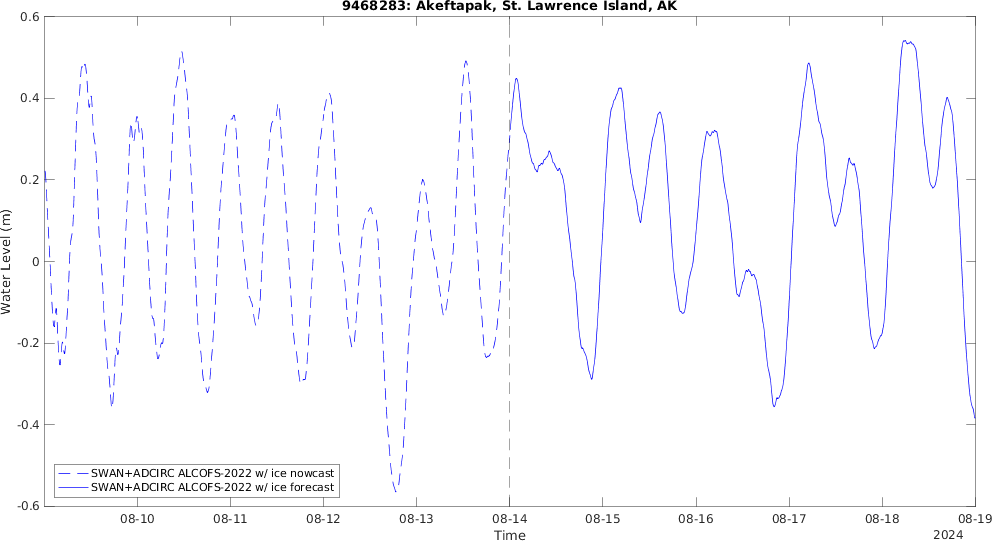 9468283: Akeftapak, St. Lawrence Island, AK
0.6
0.4
0.2
0
-0.2
-0.4
-0.6
Water Level (m)
SWAN+ADCIRC ALCOFS-2022 w/ ice nowcast
SWAN+ADCIRC ALCOFS-2022 w/ ice forecast
08-10 08-11 08-12 08-13 08-14 08-15 08-16 08-17 08-18 08-19
Time
2024